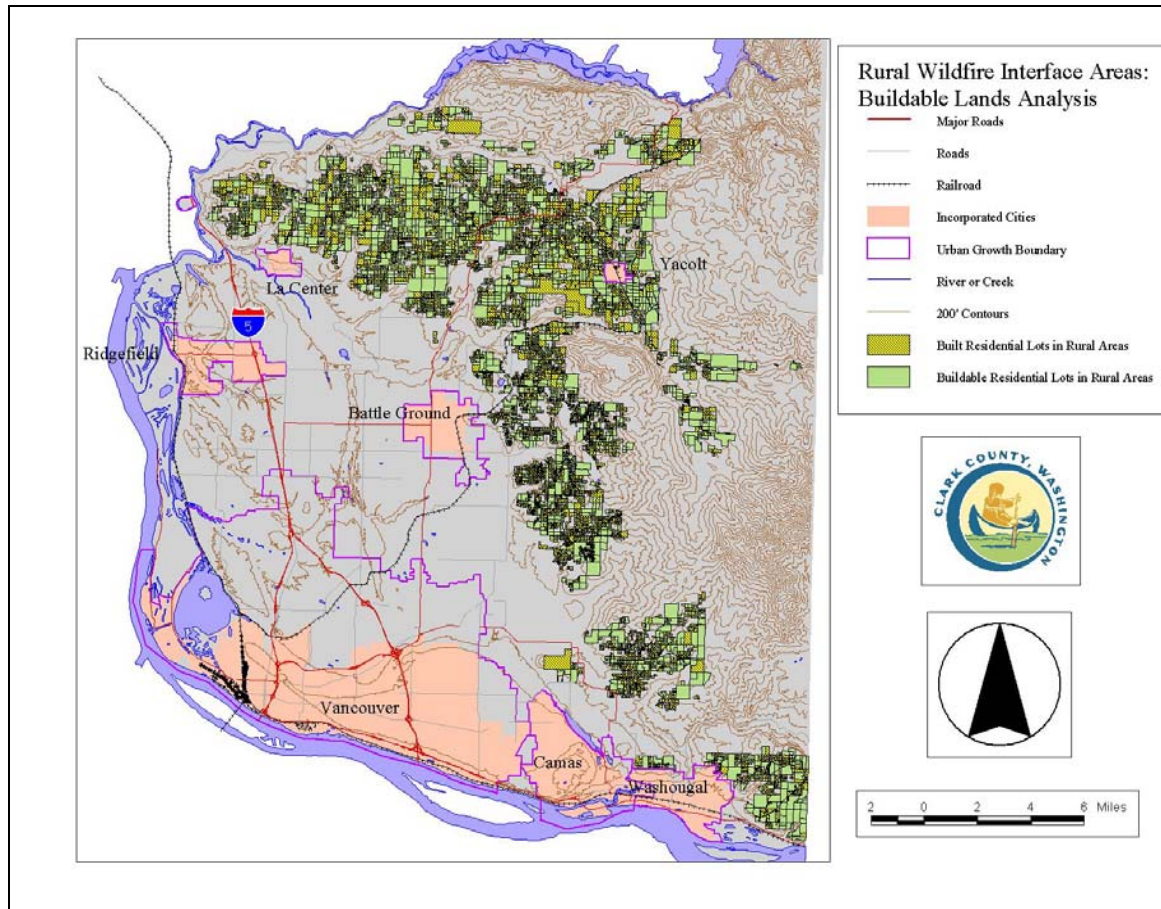 Rural Wildfire Interface Areas:
Buildable Lands Analysis
Major Roads
Roads
Railroad
Incorporated Cities
Urban Growth Boundary
River or Creek
200' Contours
Built Residential Lots in Rural Areas
Buildable Residential Lots in Rural Areas
Yacolt
La Center
5
Ridgefield
Battle Ground
Vancouver
Camas
Washougal
CLARK COUNTY, WASHINGTON
2 0 2 4 6 Miles